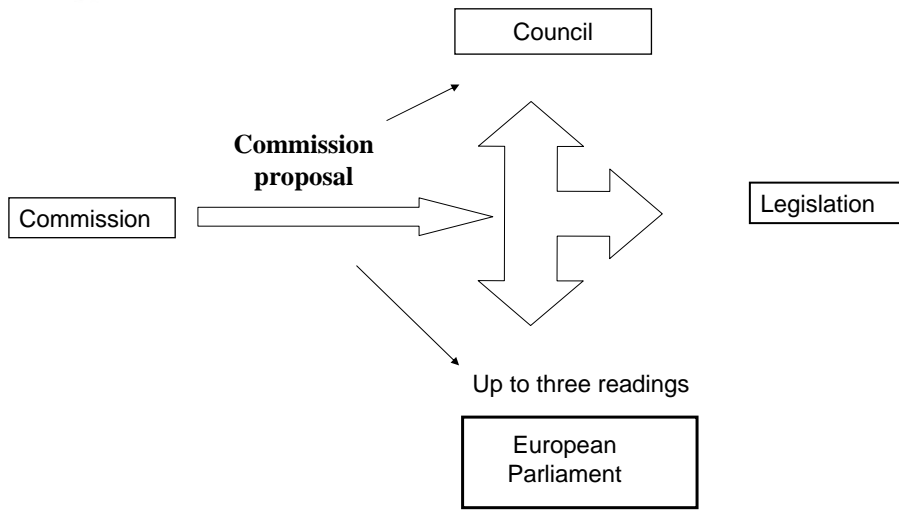 Council
Commission
proposal
Commission
Legislation
Up to three readings
European
Parliament